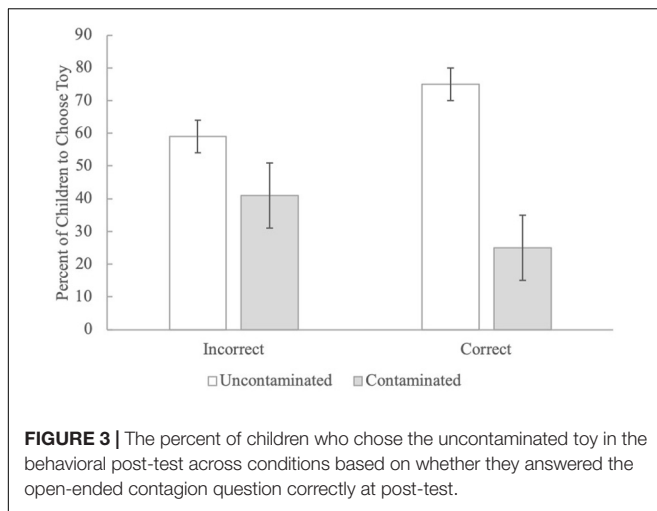 Percent of Children to Choose Toy
90
80
70
60
50
40
30
20
10
0
Incorrect
Correct
Uncontaminated
Contaminated
FIGURE 3 | The percent of children who chose the uncontaminated toy in the
behavioral post-test across conditions based on whether they answered the
open-ended contagion question correctly at post-test.